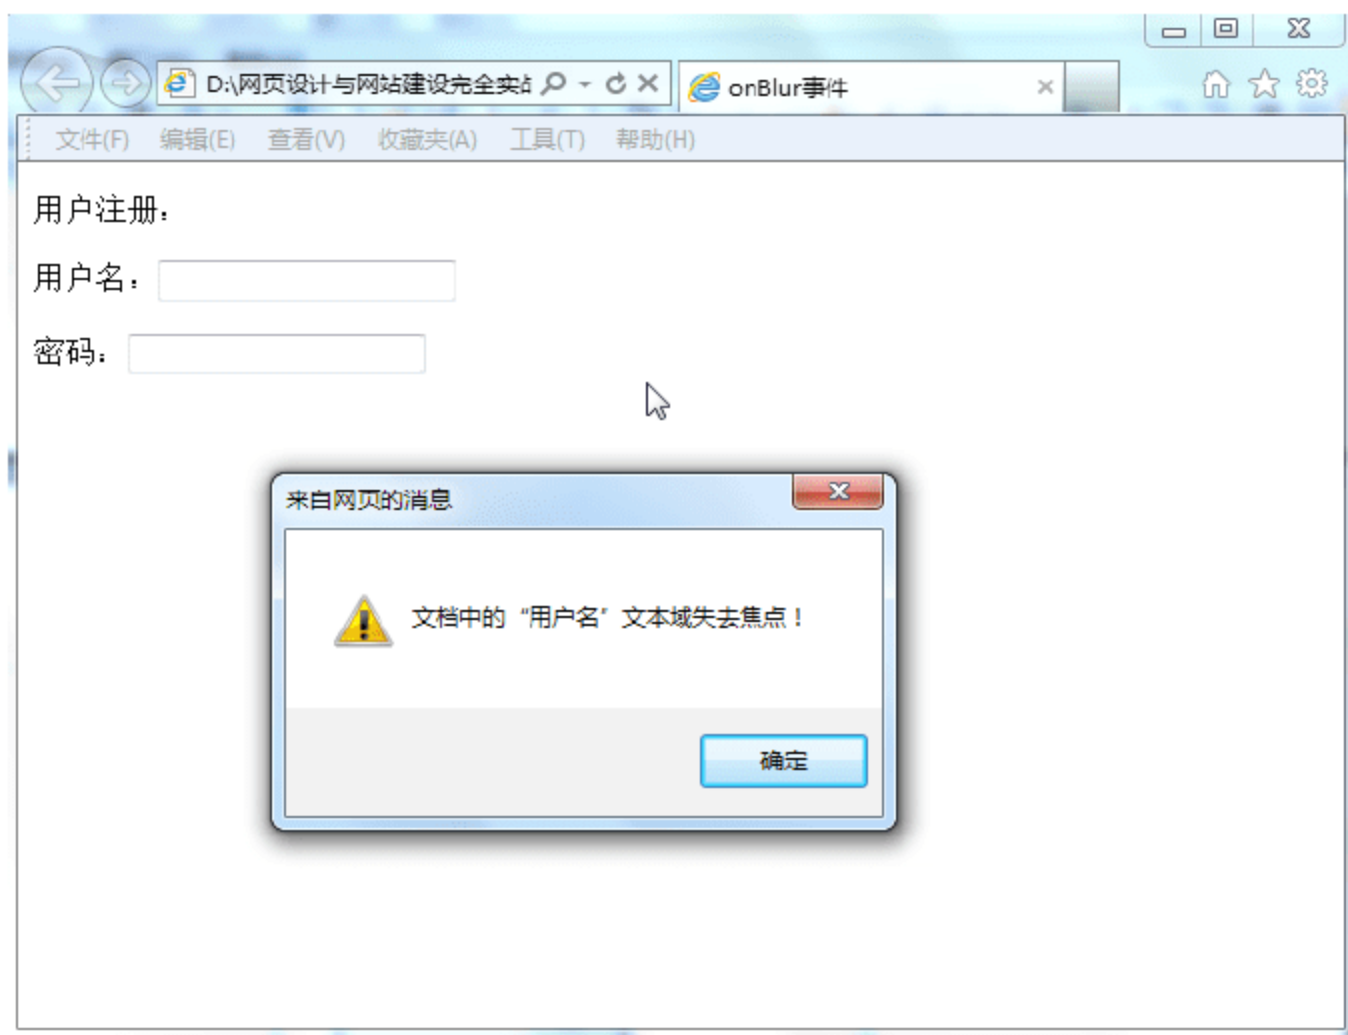 D:\网页设计与网站建设完全实战
onBlur事件
文件(F) 编辑(E) 查看(V) 收藏夹(A) 工具(T) 帮助(H)
用户注册：
用户名：
密码：
来自网页的消息
文档中的“用户名”文本域失去焦点！
确定